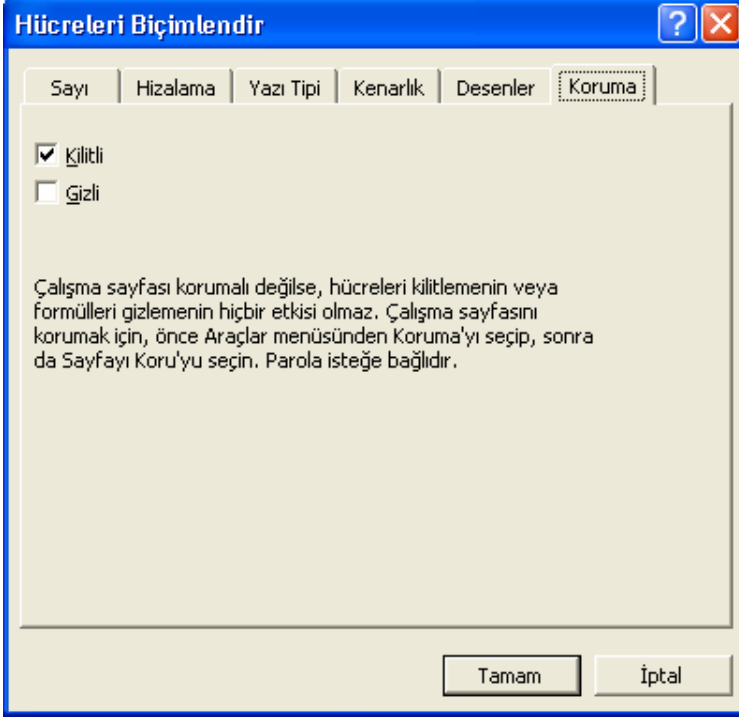 Hücreleri Biçimlendir
Sayı Hizalama Yazı Tipi Kenarlık Desenler Koruma
Kilitli
Gizli
Çalışma sayfası korumalı değilse, hücreleri kilitlemenin veya
formülleri gizlemenin hiçbir etkisi olmaz. Çalışma sayfasını
korumak için, önce Araçlar menüsünden Koruma'yı seçip, sonra
da Sayfayı Koru'yu seçin. Parola isteğe bağlıdır.
Tamam İptal